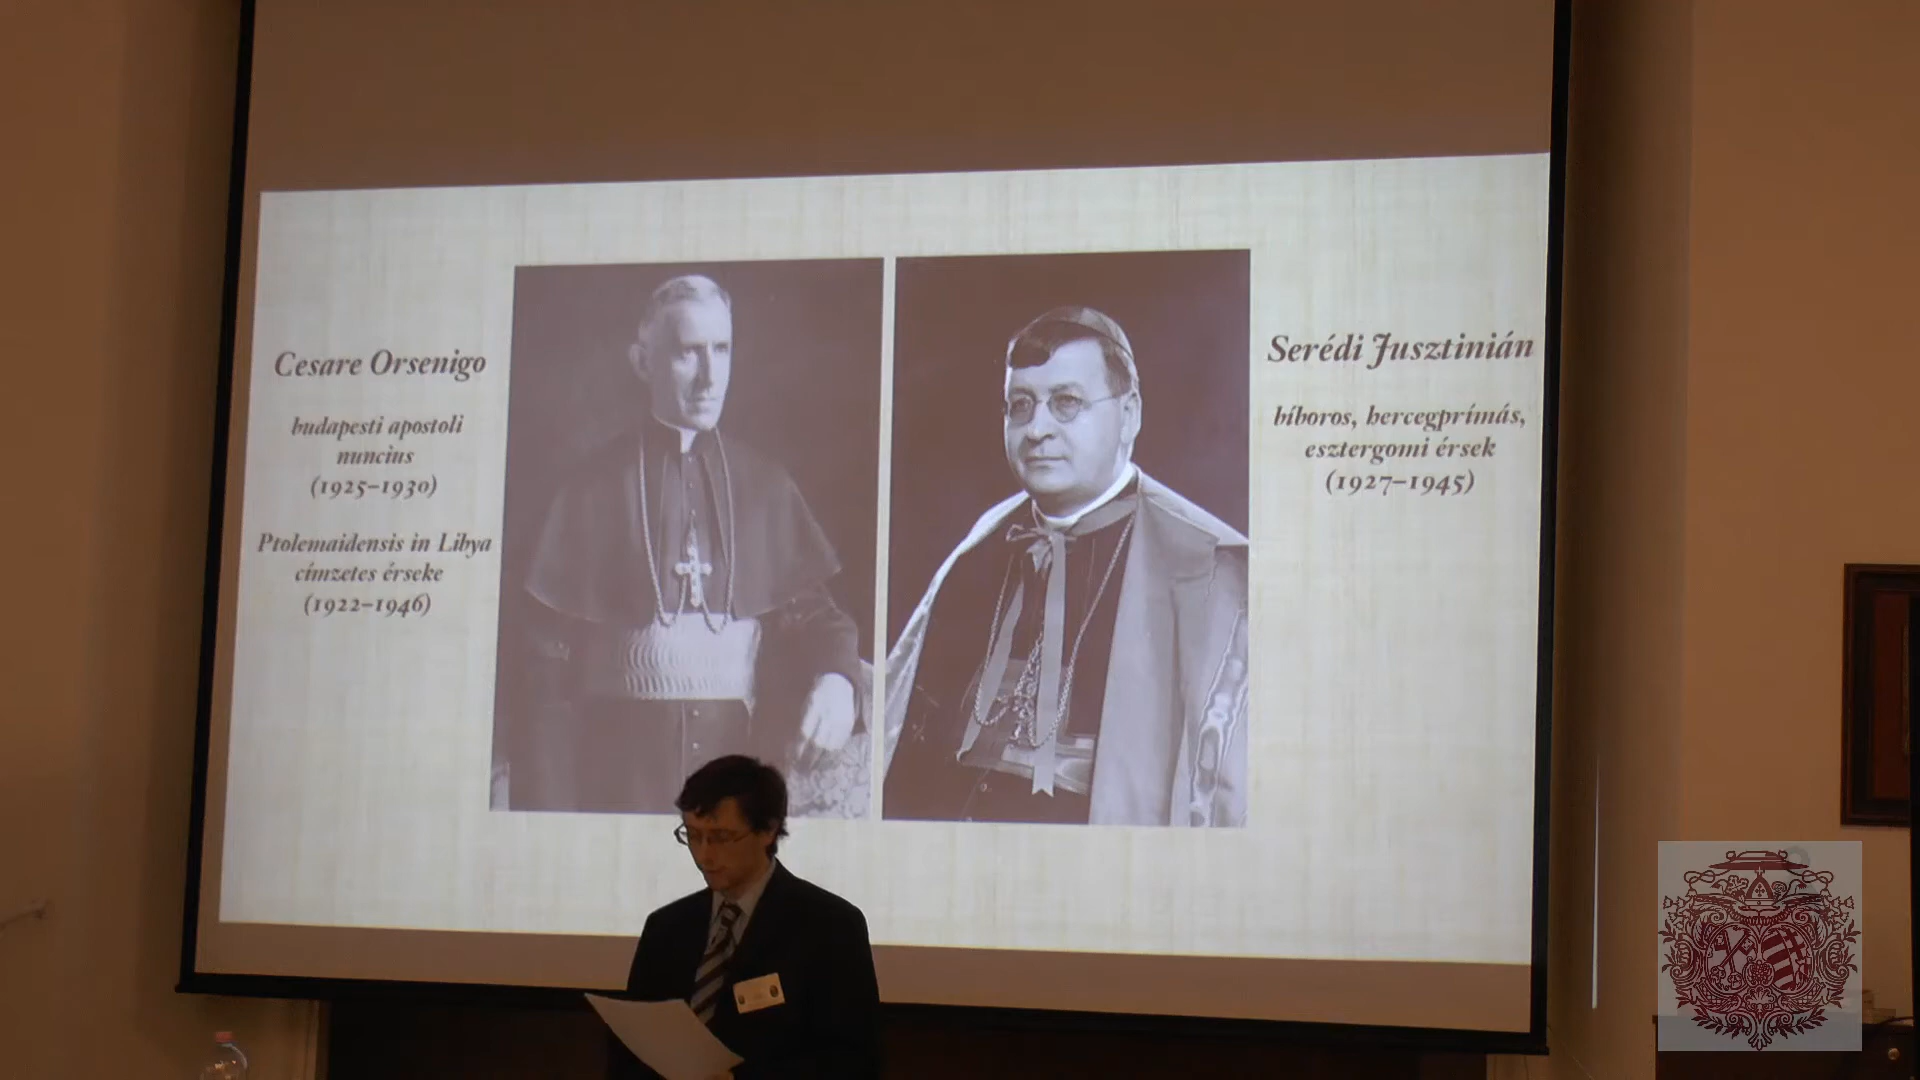 Cesare Orsenigo
budapesti apostoli
nuncius
(1925–1930)
Ptolemaidensis in Libya
címzetes érseke
(1922–1946)
Serédi Jusztinián
bíboros, hercegprímás,
esztergomi érsek
(1927–1945)